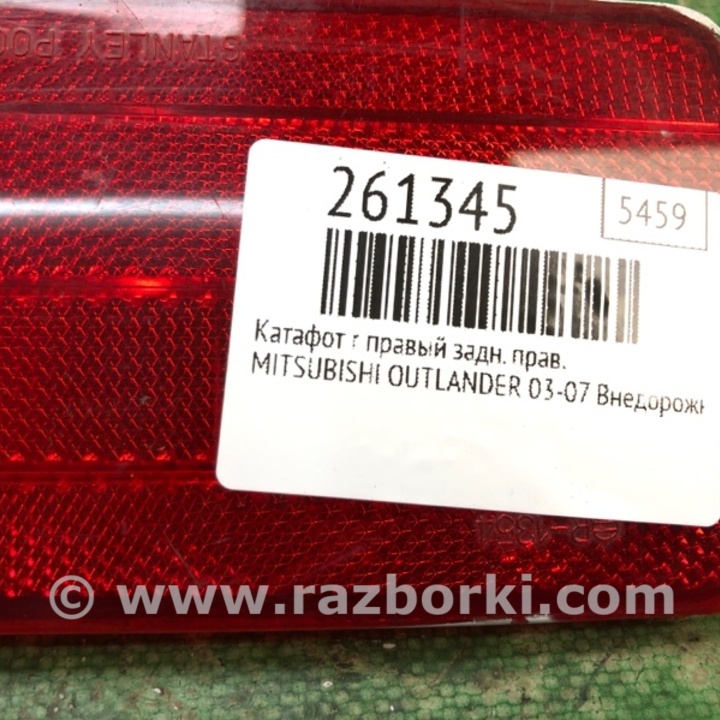 STANLEY
261345
5459
Катафот г правый задн. прав.
MITSUBISHI OUTLANDER 03-07 Внедорожн
© www.razborki.com